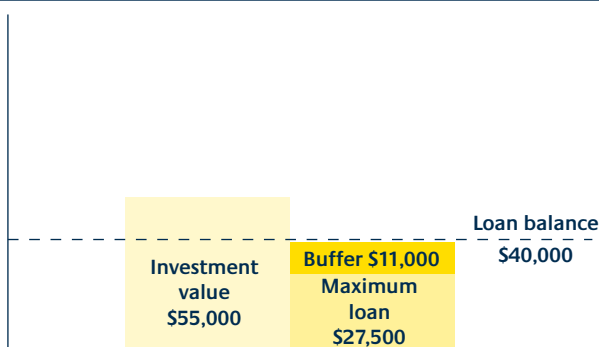 Loan balance
$40,000
Buffer $11,000
Investment
value
$55,000
Maximum
loan
$27,500